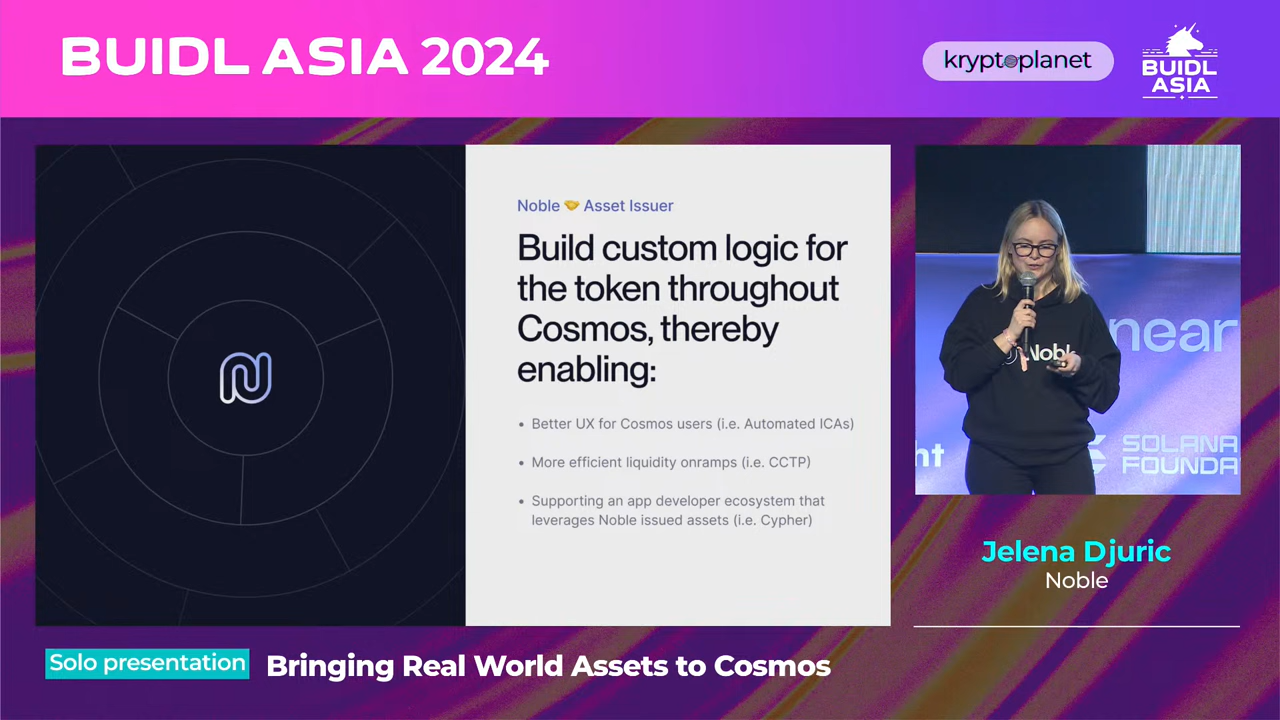 BUIDL ASIA 2024
kryptoplanet
BUIDL
ASIA
Noble 🤝 Asset Issuer
Build custom logic for
the token throughout
Cosmos, thereby
enabling:
• Better UX for Cosmos users (i.e. Automated ICAs)
• More efficient liquidity onramps (i.e. CCTP)
• Supporting an app developer ecosystem that
leverages Noble issued assets (i.e. Cypher)
near
Noble
ht
SOLANA
FOUNDA
Jelena Djuric
Noble
Solo presentation
Bringing Real World Assets to Cosmos